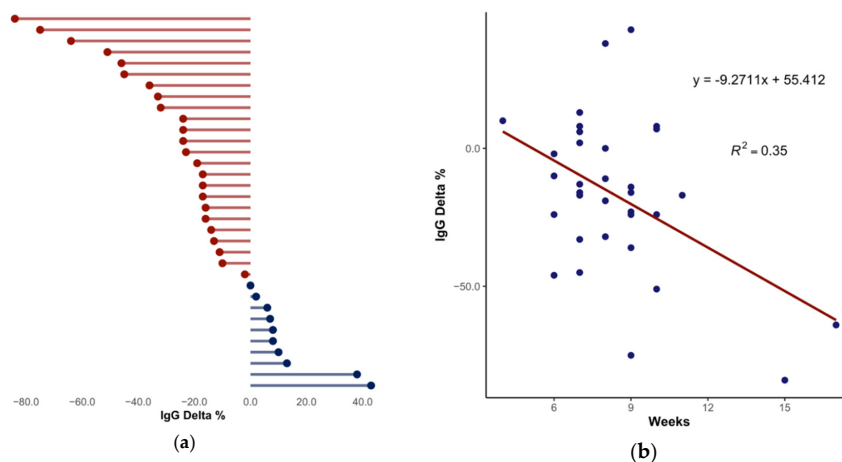 -80.0 -60.0 -40.0 -20.0 0.0 20.0 40.0
IgG Delta %
(a)
y = -9.2711x + 55.412
R² = 0.35
IgG Delta %
0.0
-50.0
6 9 12 15
Weeks
(b)